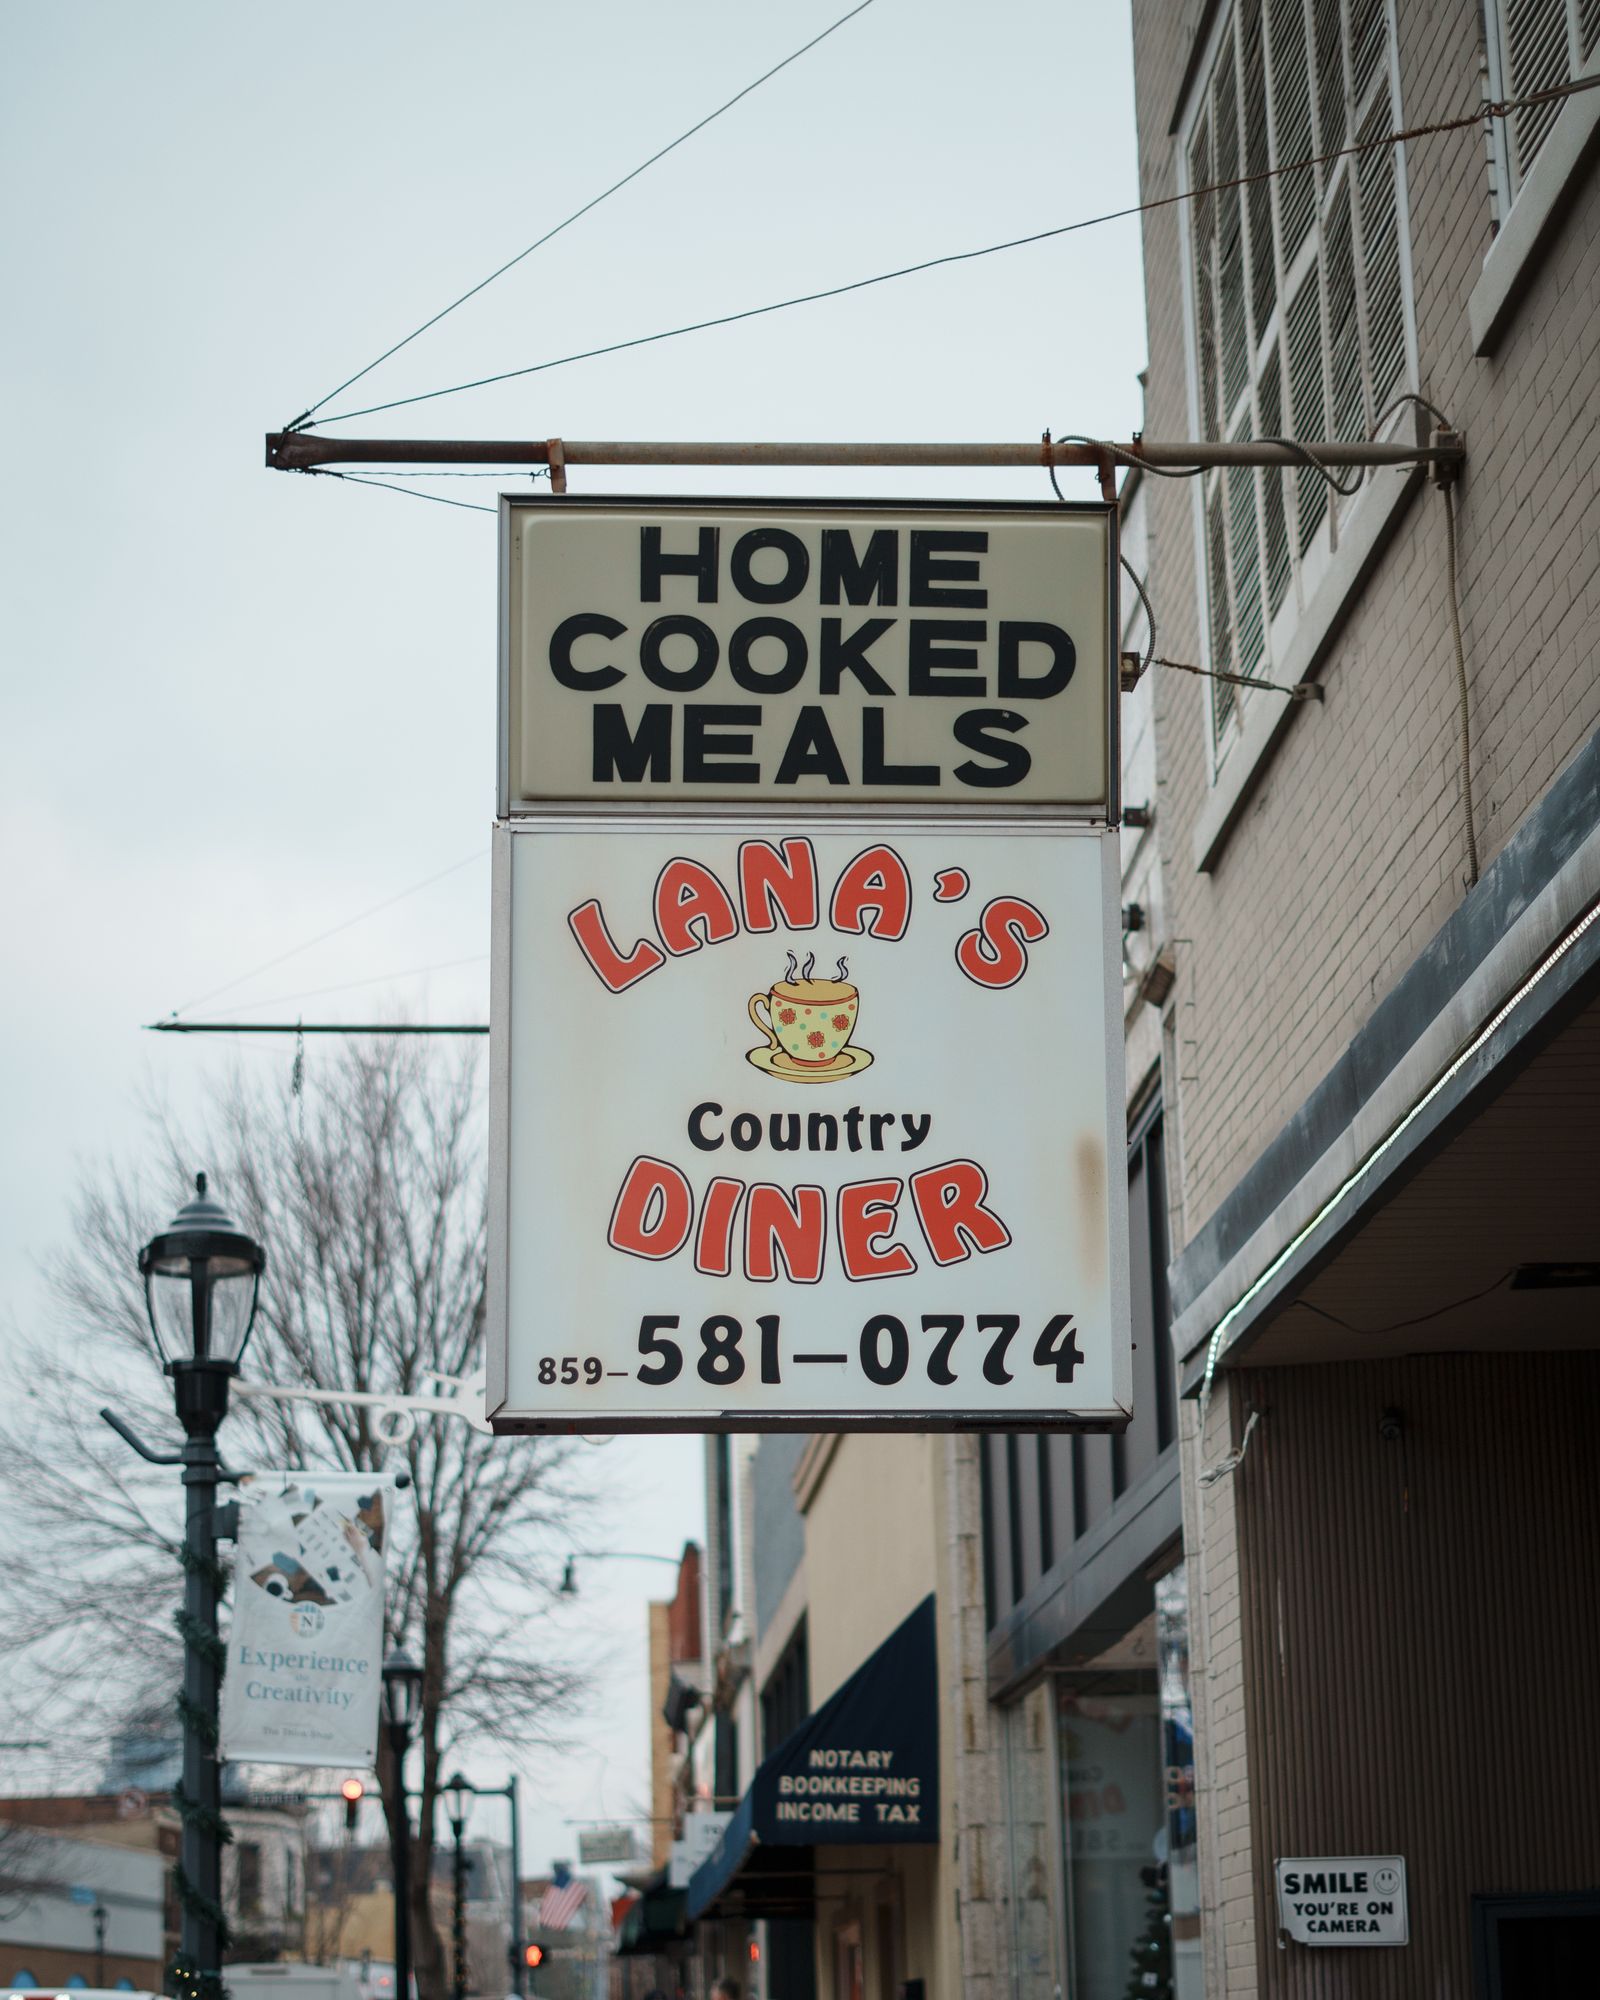 HOME
COOKED
MEALS
LANA'S
Country
DINER
859-581-0774
N
Experience
Creativity
NOTARY
BOOKKEEPING
INCOME TAX
SMILE
YOU'RE ON
CAMERA